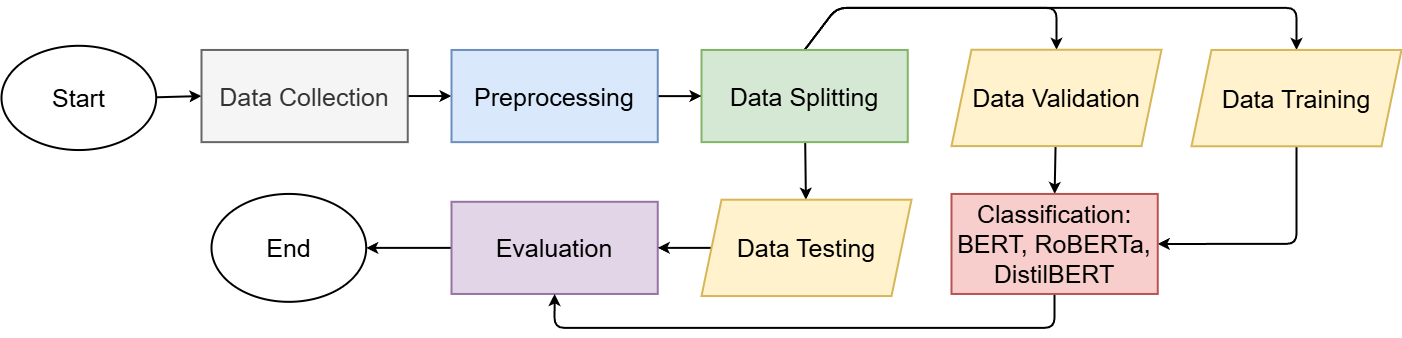 Start
Data Collection
Preprocessing
Data Splitting
Data Validation
Data Training
End
Evaluation
Data Testing
Classification:
BERT, RoBERTa,
DistilBERT